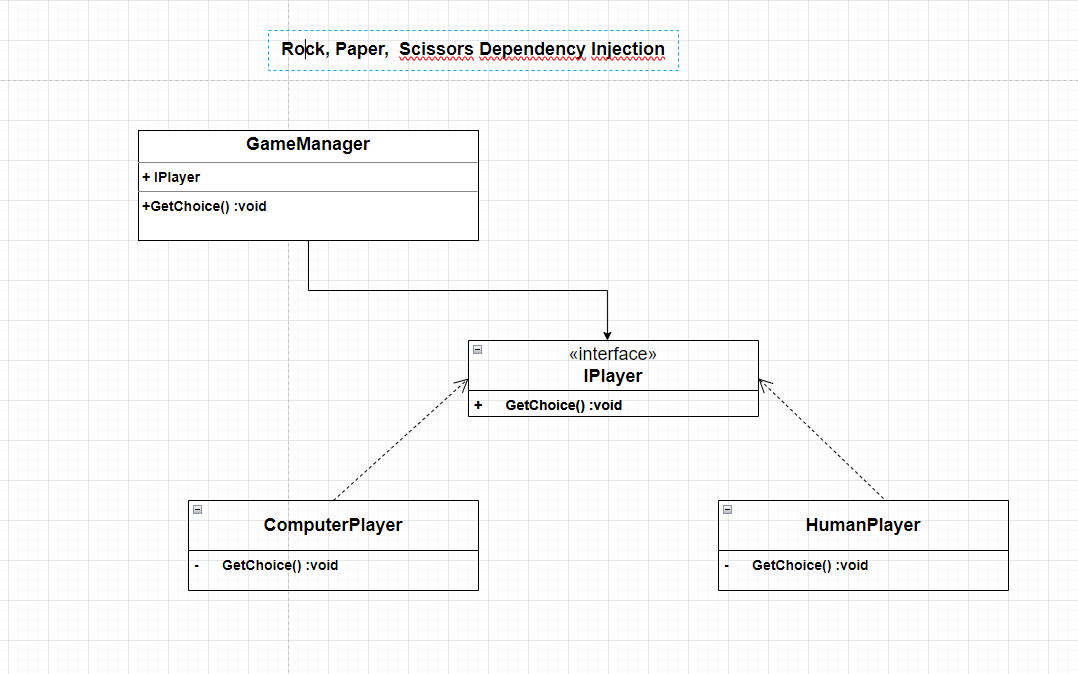 Rock, Paper,  Scissors Dependency Injection
GameManager
+ IPlayer
+GetChoice() :void
«interface»
IPlayer
+ GetChoice() :void
ComputerPlayer
- GetChoice() :void
HumanPlayer
- GetChoice() :void